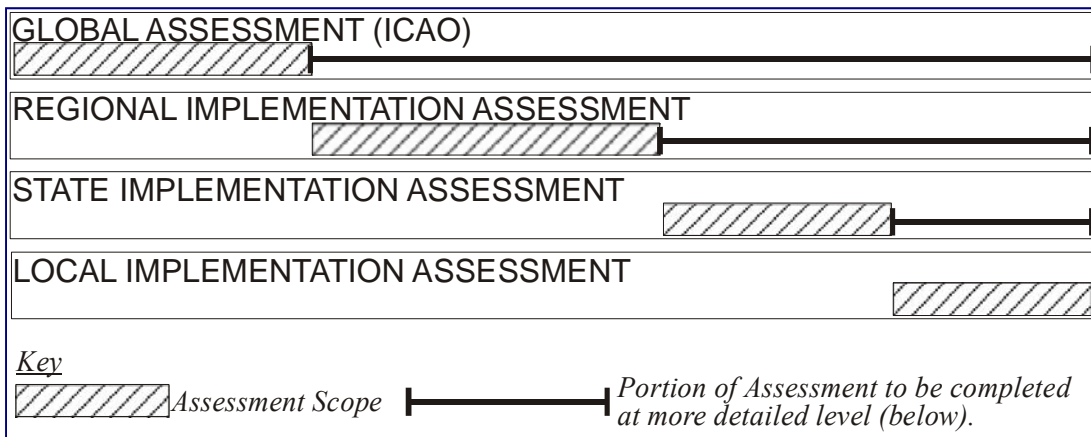 GLOBAL ASSESSMENT (ICAO)
REGIONAL IMPLEMENTATION ASSESSMENT
STATE IMPLEMENTATION ASSESSMENT
LOCAL IMPLEMENTATION ASSESSMENT
Key
Assessment Scope
Portion of Assessment to be completed
at more detailed level (below).